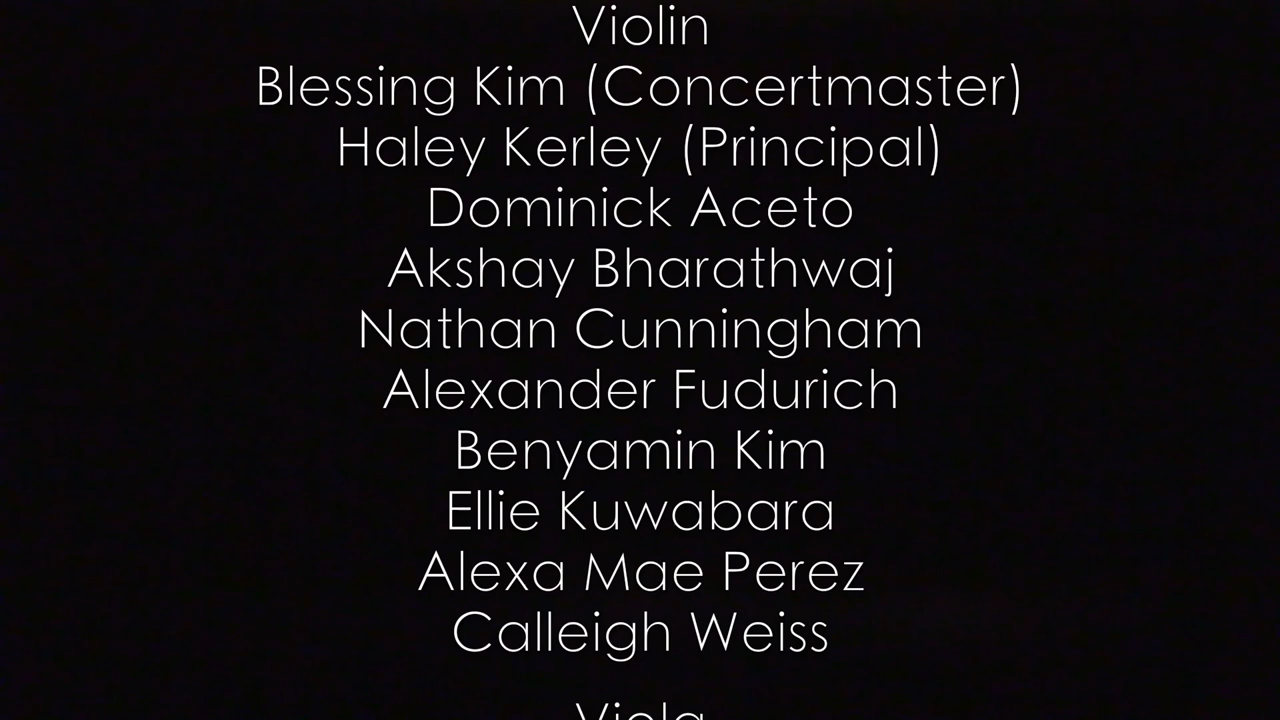 Violin
Blessing Kim (Concertmaster)
Haley Kerley (Principal)
Dominick Aceto
Akshay Bharathwaj
Nathan Cunningham
Alexander Fudurich
Benyamin Kim
Ellie Kuwabara
Alexa Mae Perez
Calleigh Weiss
Viola